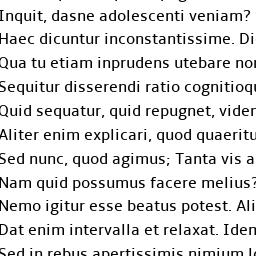 Inquit, dasne adolescenti veniam?
Haec dicuntur inconstantissime. Di
Qua tu etiam inprudens utebare non
Sequitur disserendi ratio cognitioq
Quid sequatur, quid repugnet, vider
Aliter enim explicari, quod quaeritu
Sed nunc, quod agimus; Tanta vis a
Nam quid possumus facere melius?
Nemo igitur esse beatus potest. Ali
Dat enim intervalla et relaxat. Iden
Sed in rebus apertissimis nimium l